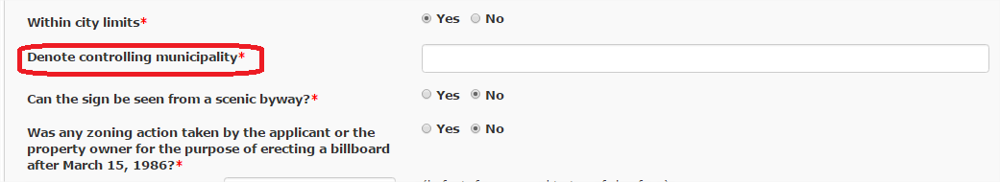 Within city limits* Yes No
Denote controlling municipality*
Can the sign be seen from a scenic byway?* Yes No
Was any zoning action taken by the applicant or the Yes No
property owner for the purpose of erecting a billboard
after March 15, 1986?*